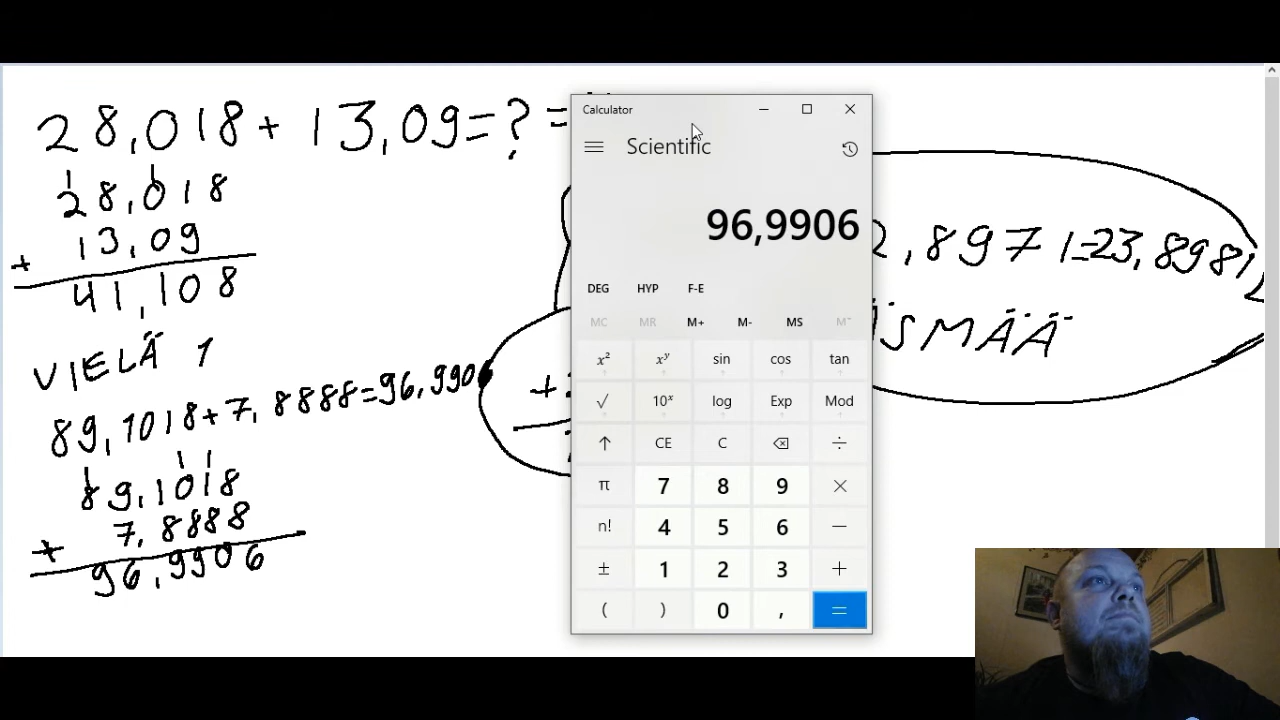 28,018 + 13,09 = ? =
28,018
+ 13,09
41,108
VIELÄ 1
89,1018 + 7,8888 = 96,990
1 11
89,1018
+ 7,8888
96,9906
Calculator
Scientific
96,9906
DEG HYP F-E
MC MR M+ M- MS M˅
x² xʸ sin cos tan
√ 10ˣ log Exp Mod
↑ CE C ⌫ ÷
π 7 8 9 ×
n! 4 5 6 −
± 1 2 3 +
( ) 0 , =
2,8971=23,8981
SMÄÄ
+